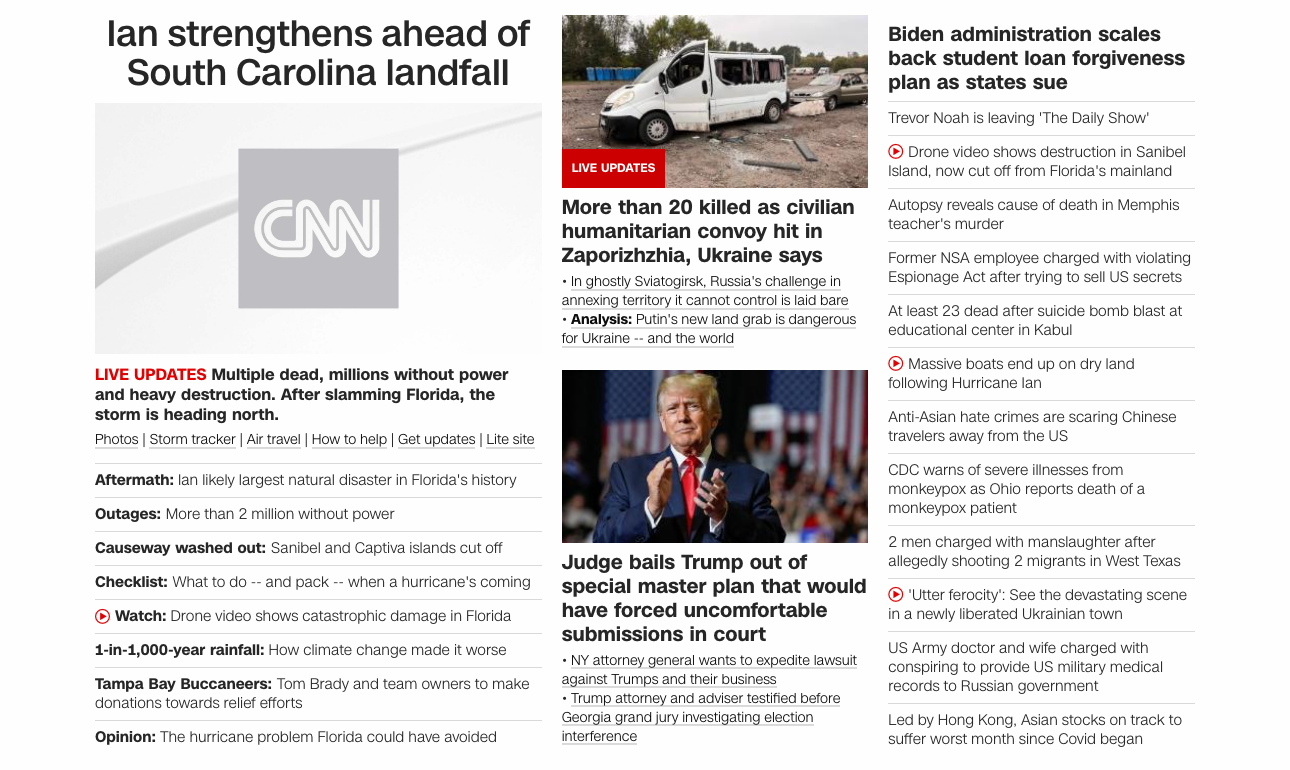 Ian strengthens ahead of
South Carolina landfall
CNN
LIVE UPDATES Multiple dead, millions without power
and heavy destruction. After slamming Florida, the
storm is heading north.
Photos | Storm tracker | Air travel | How to help | Get updates | Lite site
Aftermath: Ian likely largest natural disaster in Florida's history
Outages: More than 2 million without power
Causeway washed out: Sanibel and Captiva islands cut off
Checklist: What to do -- and pack -- when a hurricane's coming
Watch: Drone video shows catastrophic damage in Florida
1-in-1,000-year rainfall: How climate change made it worse
Tampa Bay Buccaneers: Tom Brady and team owners to make
donations towards relief efforts
Opinion: The hurricane problem Florida could have avoided
LIVE UPDATES
More than 20 killed as civilian
humanitarian convoy hit in
Zaporizhzhia, Ukraine says
• In ghostly Sviatogirsk, Russia's challenge in
annexing territory it cannot control is laid bare
• Analysis: Putin's new land grab is dangerous
for Ukraine -- and the world
Judge bails Trump out of
special master plan that would
have forced uncomfortable
submissions in court
• NY attorney general wants to expedite lawsuit
against Trumps and their business
• Trump attorney and adviser testified before
Georgia grand jury investigating election
interference
Biden administration scales
back student loan forgiveness
plan as states sue
Trevor Noah is leaving 'The Daily Show'
Drone video shows destruction in Sanibel
Island, now cut off from Florida's mainland
Autopsy reveals cause of death in Memphis
teacher's murder
Former NSA employee charged with violating
Espionage Act after trying to sell US secrets
At least 23 dead after suicide bomb blast at
educational center in Kabul
Massive boats end up on dry land
following Hurricane Ian
Anti-Asian hate crimes are scaring Chinese
travelers away from the US
CDC warns of severe illnesses from
monkeypox as Ohio reports death of a
monkeypox patient
2 men charged with manslaughter after
allegedly shooting 2 migrants in West Texas
'Utter ferocity': See the devastating scene
in a newly liberated Ukrainian town
US Army doctor and wife charged with
conspiring to provide US military medical
records to Russian government
Led by Hong Kong, Asian stocks on track to
suffer worst month since Covid began